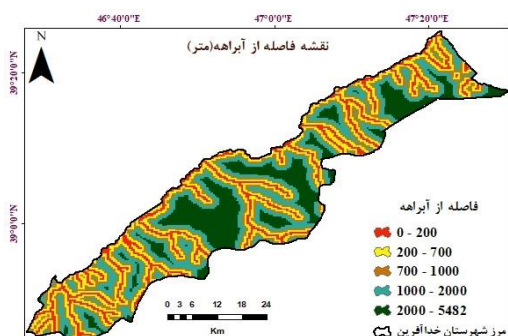 46°40'0"E 47°0'0"E 47°20'0"E
N
نقشه فاصله از آبراهه(متر)
39°20'0"N
39°0'0"N
فاصله از آبراهه
0 - 200
200 - 700
700 - 1000
1000 - 2000
2000 - 5482
مرز شهرستان خداآفرین
0 3 6 12 18 24
Km